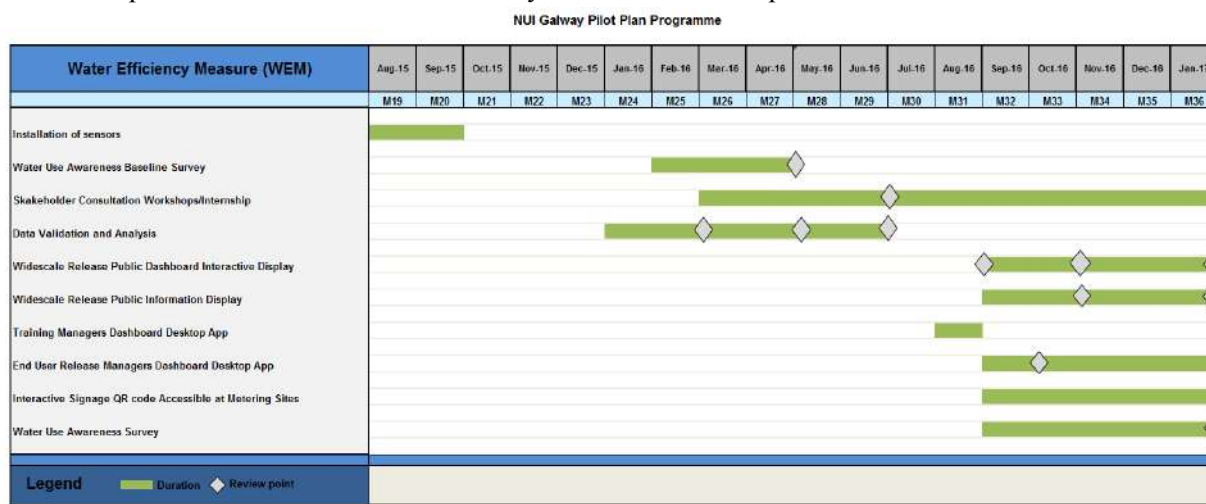 NUI Galway Pilot Plan Programme
Water Efficiency Measure (WEM) Aug-15 Sep-15 Oct-15 Nov-15 Dec-15 Jan-16 Feb-16 Mar-16 Apr-16 May-16 Jun-16 Jul-16 Aug-16 Sep-16 Oct-16 Nov-16 Dec-16
M19 M20 M21 M22 M23 M24 M25 M26 M27 M28 M29 M30 M31 M32 M33 M34 M35 M36
Installation of sensors
Water Use Awareness Baseline Survey
Skakeholder Consultation Workshops/Internship
Data Validation and Analysis
Widescale Release Public Dashboard Interactive Display
Widescale Release Public Information Display
Training Managers Dashboard Desktop App
End User Release Managers Dashboard Desktop App
Interactive Signage QR code Accessible at Metering Sites
Water Use Awareness Survey
Legend Duration Review point